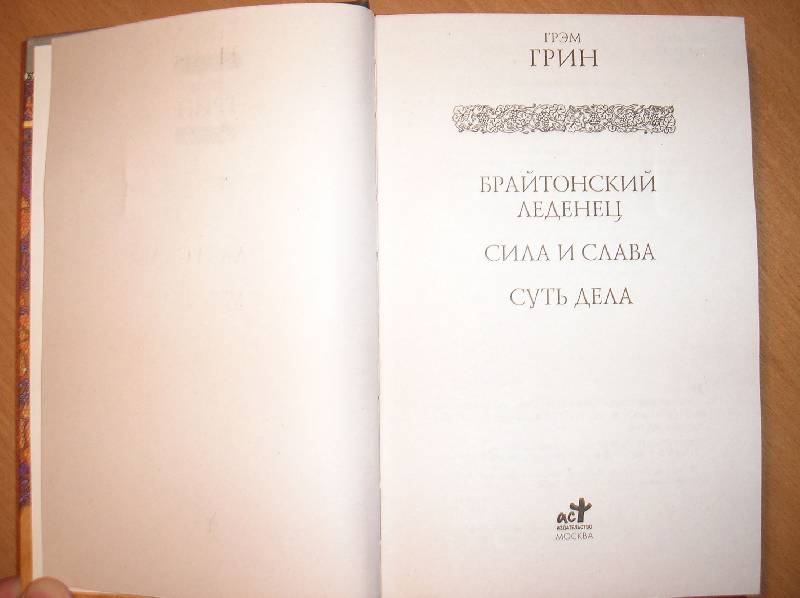 ГРЭМ
ГРИН
БРАЙТОНСКИЙ
ЛЕДЕНЕЦ
СИЛА И СЛАВА
СУТЬ ДЕЛА
аст
ИЗДАТЕЛЬСТВО
МОСКВА